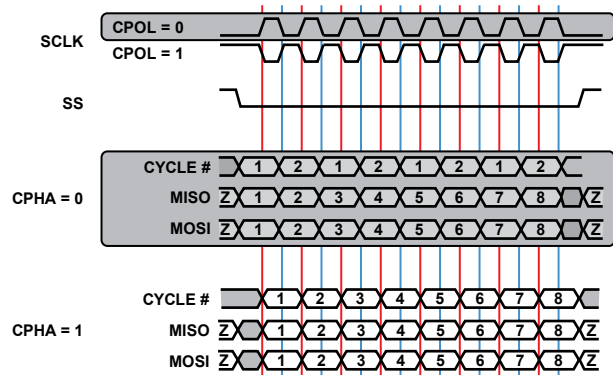 SCLK
CPOL = 0
CPOL = 1
SS
CPHA = 0
CYCLE # 1 2 1 2 1 2 1 2
MISO Z 1 2 3 4 5 6 7 8 Z
MOSI Z 1 2 3 4 5 6 7 8 Z
CPHA = 1
CYCLE # 1 2 3 4 5 6 7 8
MISO Z 1 2 3 4 5 6 7 8 Z
MOSI Z 1 2 3 4 5 6 7 8 Z